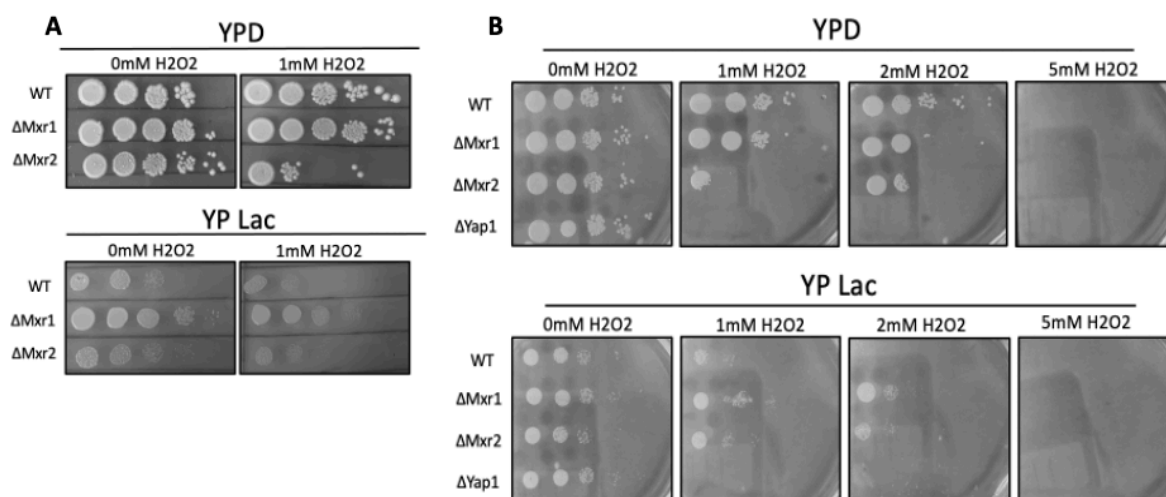 A
YPD
0mM H2O2 1mM H2O2
WT
ΔMxr1
ΔMxr2
YP Lac
0mM H2O2 1mM H2O2
WT
ΔMxr1
ΔMxr2
B
YPD
0mM H2O2 1mM H2O2 2mM H2O2 5mM H2O2
WT
ΔMxr1
ΔMxr2
ΔYap1
YP Lac
0mM H2O2 1mM H2O2 2mM H2O2 5mM H2O2
WT
ΔMxr1
ΔMxr2
ΔYap1